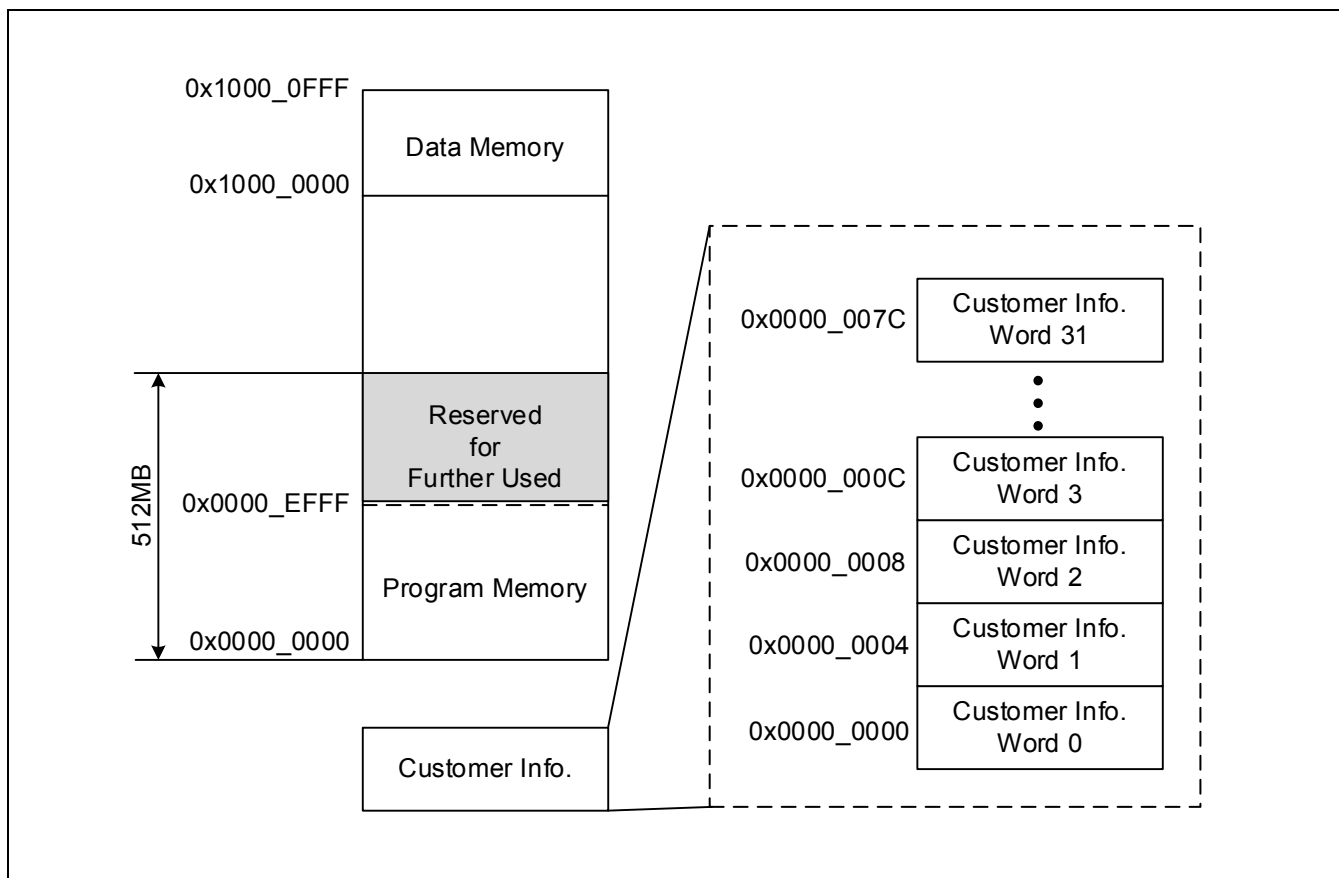 0x1000_0FFF
Data Memory
0x1000_0000
Reserved
for
Further Used
512MB
0x0000_EFFF
Program Memory
0x0000_0000
Customer Info.
0x0000_007C
Customer Info.
Word 31
0x0000_000C
Customer Info.
Word 3
0x0000_0008
Customer Info.
Word 2
0x0000_0004
Customer Info.
Word 1
0x0000_0000
Customer Info.
Word 0